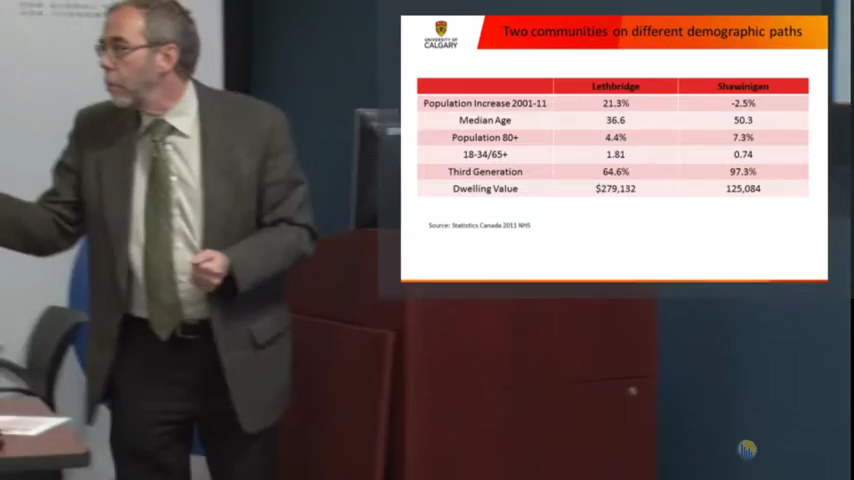 UNIVERSITY OF
CALGARY
Two communities on different demographic paths
Lethbridge Shawinigan
Population Increase 2001-11 21.3% -2.5%
Median Age 36.6 50.3
Population 80+ 4.4% 7.3%
18-34/65+ 1.81 0.74
Third Generation 64.6% 97.3%
Dwelling Value $279,132 125,084
Source: Statistics Canada 2011 NHS